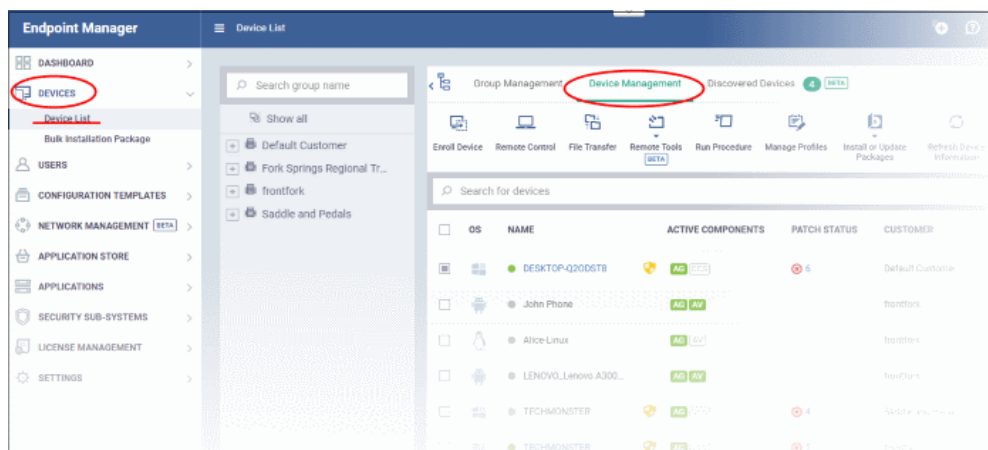 Endpoint Manager
Device List
DASHBOARD
DEVICES
Device List
Bulk Installation Package
USERS
CONFIGURATION TEMPLATES
NETWORK MANAGEMENT BETA
APPLICATION STORE
APPLICATIONS
SECURITY SUB-SYSTEMS
LICENSE MANAGEMENT
SETTINGS
Search group name
Show all
Default Customer
Fork Springs Regional Tr...
frontfork
Saddle and Pedals
Group Management Device Management Discovered Devices 4 BETA
Enroll Device Remote Control File Transfer Remote Tools BETA Run Procedure Manage Profiles Install or Update Packages Refresh Device Information
Search for devices
OS NAME ACTIVE COMPONENTS PATCH STATUS CUSTOMER
AG 6 Default Customer
John Phone AG AV frontfork
Alice-Linux AG AV frontfork
LENOVO_Lenovo A300... AG AV frontfork
TECHMONSTER AG 4
TECHMONSTER AG